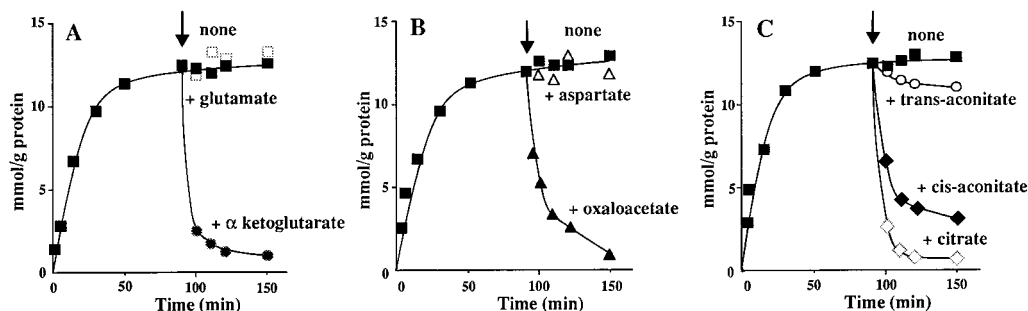 A
none
+ glutamate
+ α ketoglutarate
mmol/g protein
15
10
5
0
0 50 100 150
Time (min)
B
none
+ aspartate
+ oxaloacetate
mmol/g protein
15
10
5
0
0 50 100 150
Time (min)
C
none
+ trans-aconitate
+ cis-aconitate
+ citrate
mmol/g protein
15
10
5
0
0 50 100 150
Time (min)